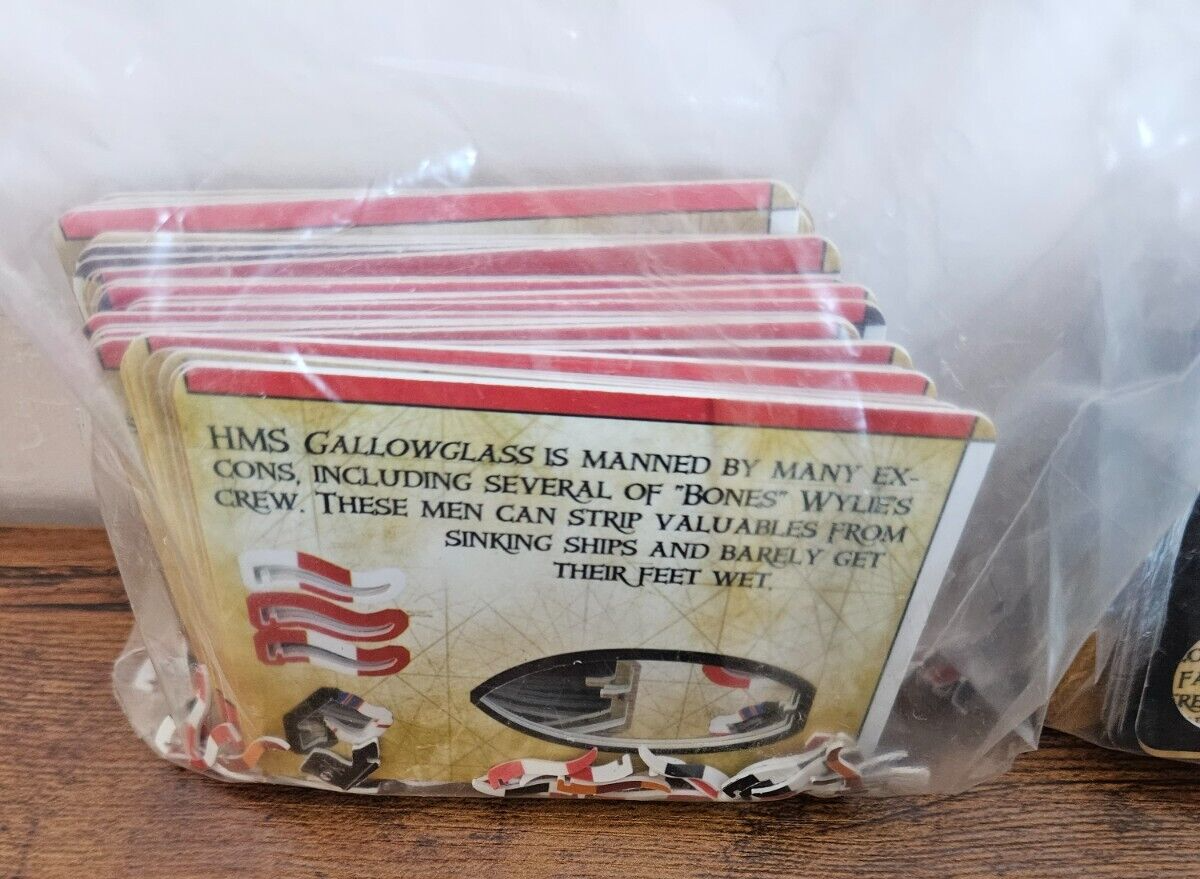 HMS GALLOWGLASS IS MANNED BY MANY EX-
CONS, INCLUDING SEVERAL OF "BONES" WYLIE'S
CREW. THESE MEN CAN STRIP VALUABLES FROM
SINKING SHIPS AND BARELY GET
THEIR FEET WET.
FA